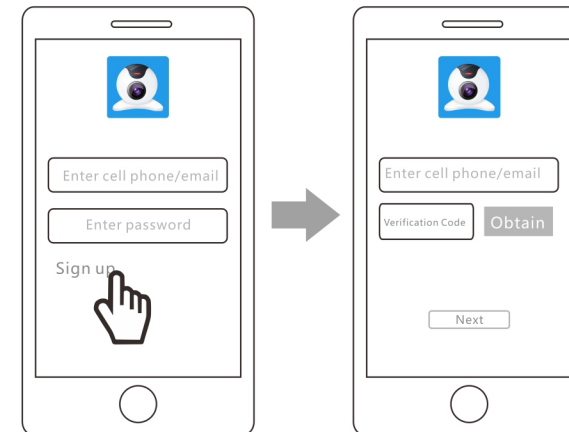 Enter cell phone/email
Enter password
Sign up
Enter cell phone/email
Verification Code
Obtain
Next